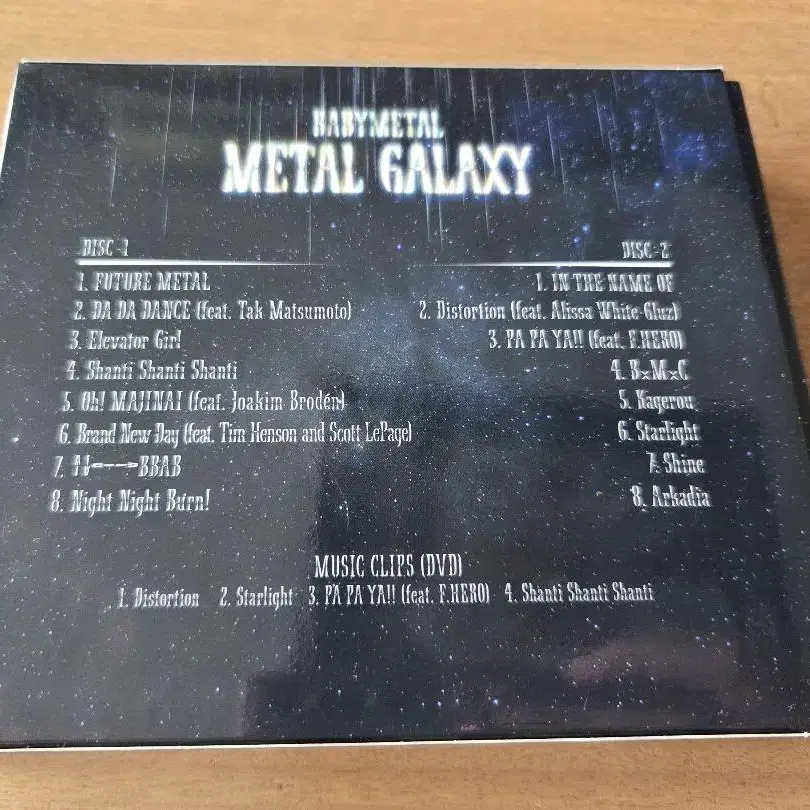 BABYMETAL
METAL GALAXY
DISC-1
1. FUTURE METAL
2. DA DA DANCE (feat. Tak Matsumoto)
3. Elevator Girl
4. Shanti Shanti Shanti
5. Oh! MAJINAI (feat. Joakim Brodén)
6. Brand New Day (feat. Tim Henson and Scott LePage)
7. ↑↓←→BBAB
8. Night Night Burn!
DISC-2
1. IN THE NAME OF
2. Distortion (feat. Alissa White-Gluz)
3. PA PA YA!! (feat. F.HERO)
4. BxMxC
5. Kagerou
6. Starlight
7. Shine
8. Arkadia
MUSIC CLIPS (DVD)
1. Distortion 2. Starlight 3. PA PA YA!! (feat. F.HERO) 4. Shanti Shanti Shanti